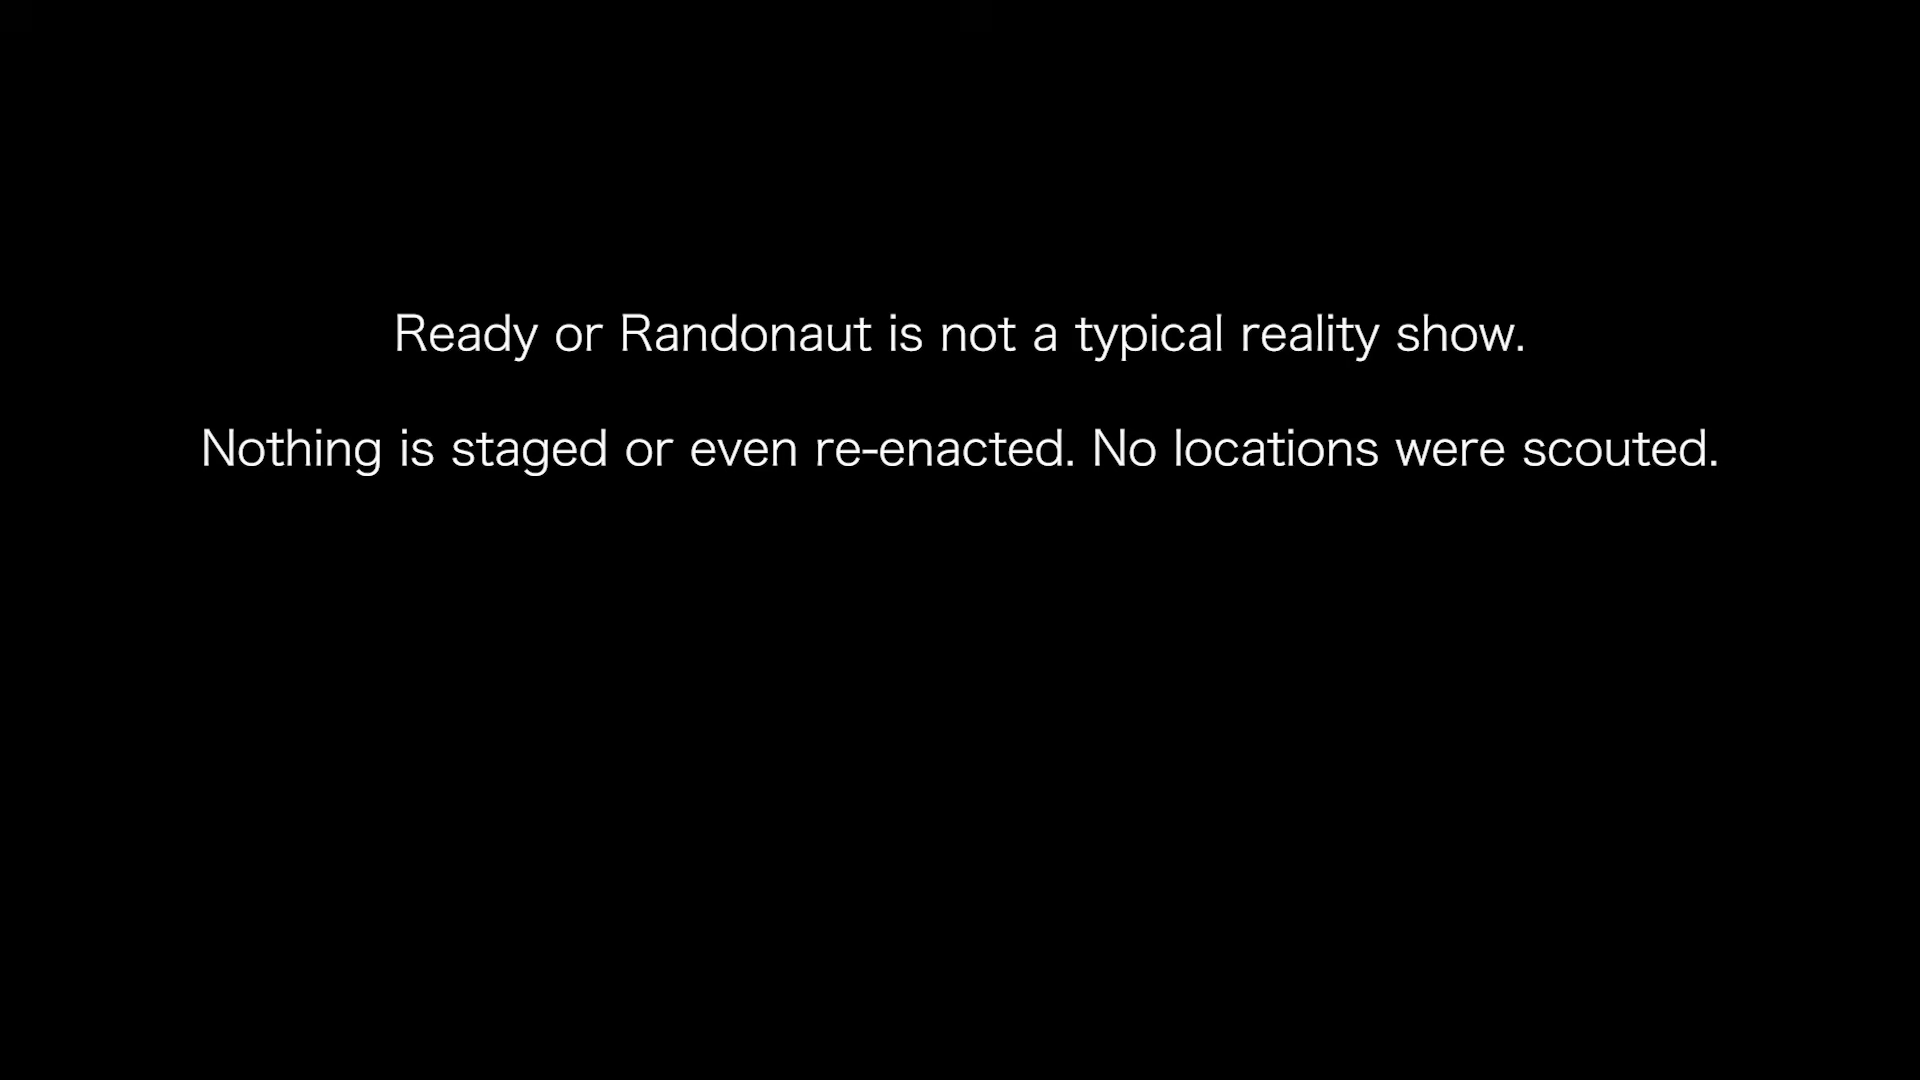 Ready or Randonaut is not a typical reality show.
Nothing is staged or even re-enacted. No locations were scouted.